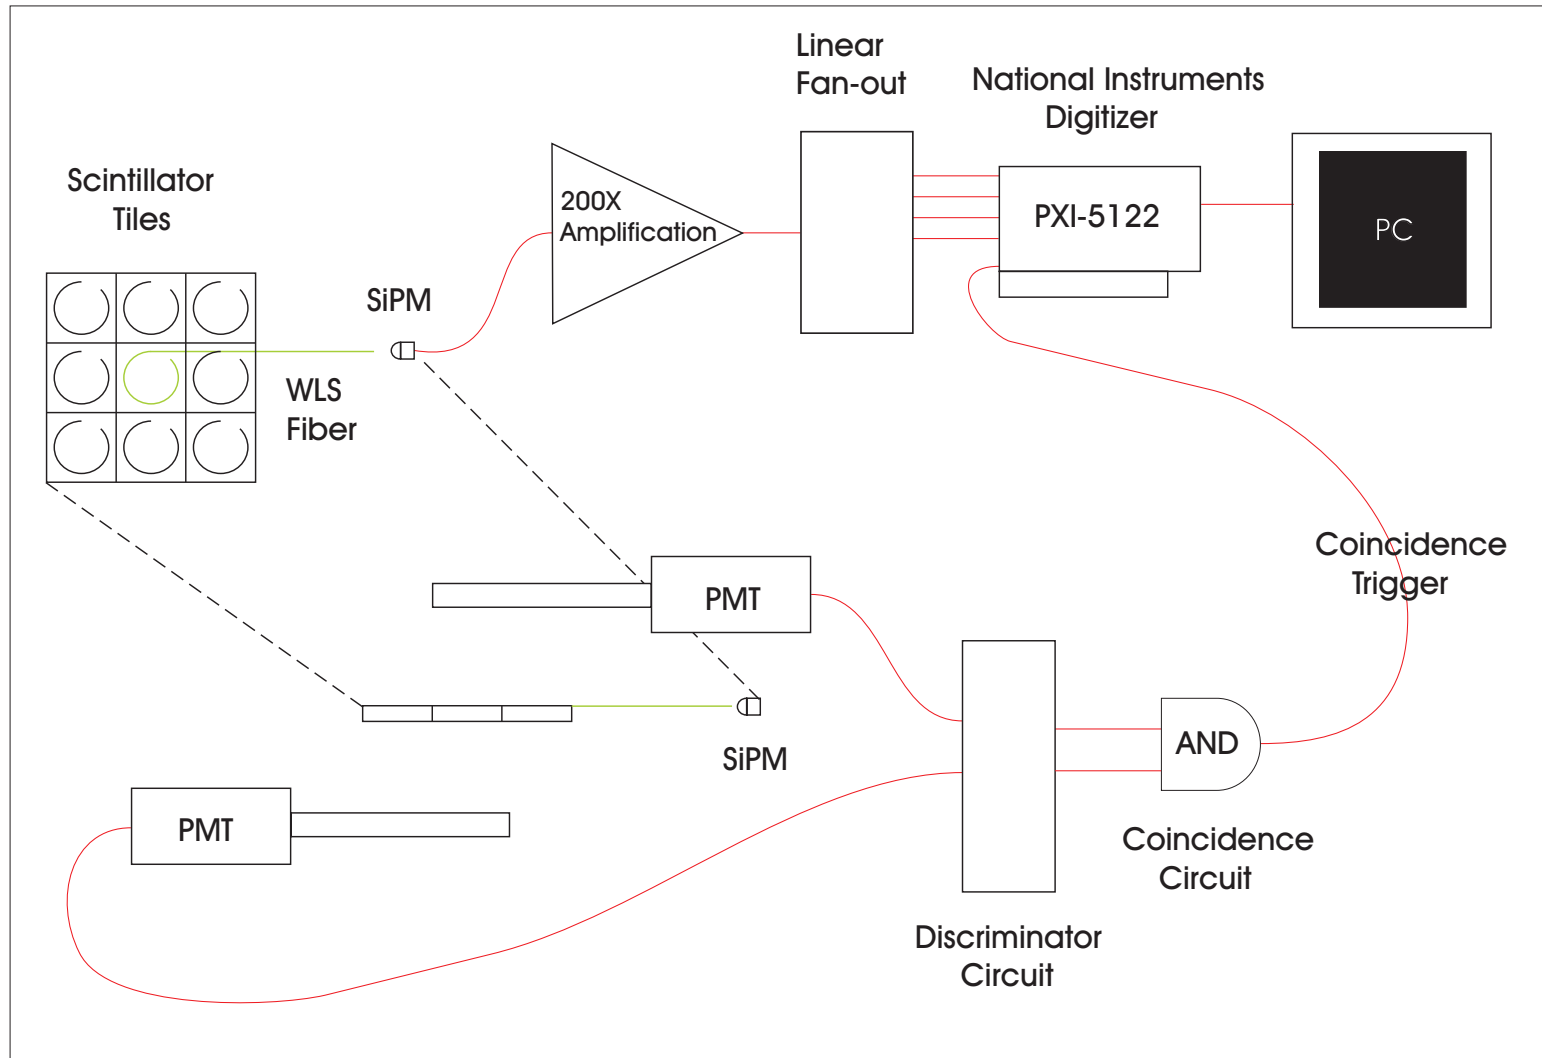 Linear
Fan-out
National Instruments
Digitizer
Scintillator
Tiles
200X
Amplification
PXI-5122
PC
SiPM
WLS
Fiber
Coincidence
Trigger
PMT
SiPM
AND
PMT
Coincidence
Circuit
Discriminator
Circuit